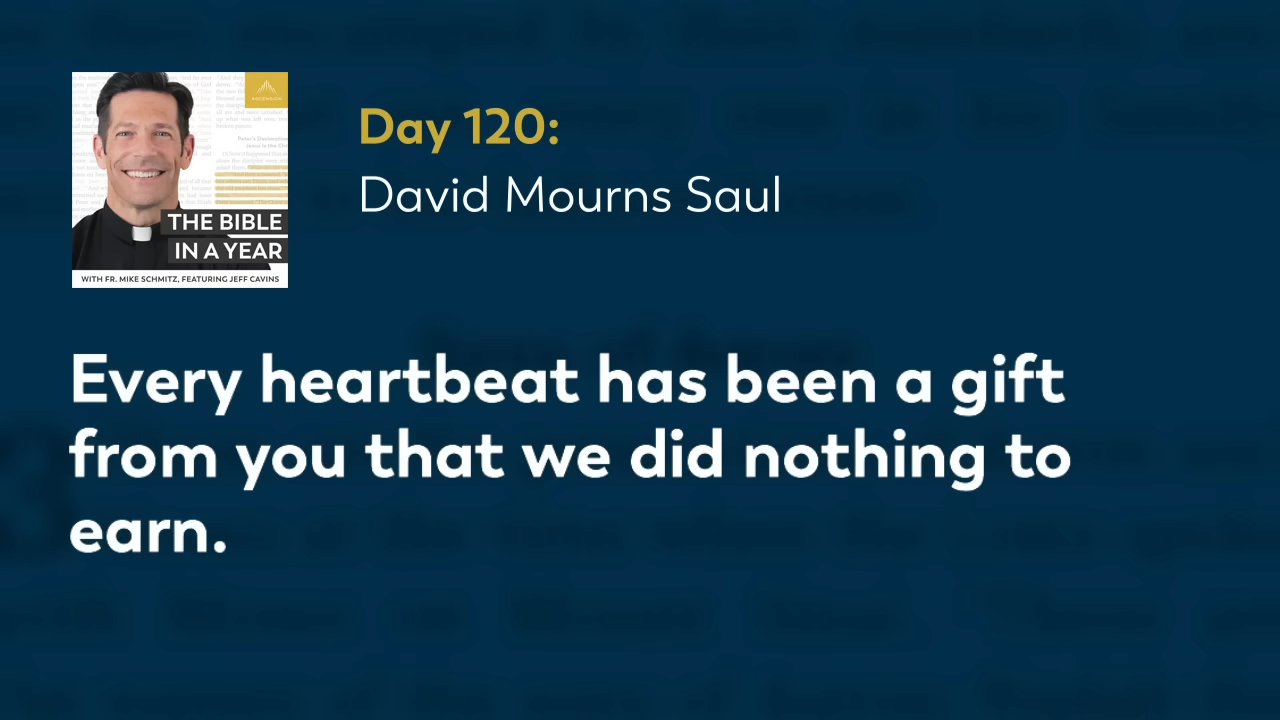 ASCENSION
THE BIBLE
IN A YEAR
WITH FR. MIKE SCHMITZ, FEATURING JEFF CAVINS
Day 120:
David Mourns Saul
Every heartbeat has been a gift
from you that we did nothing to
earn.